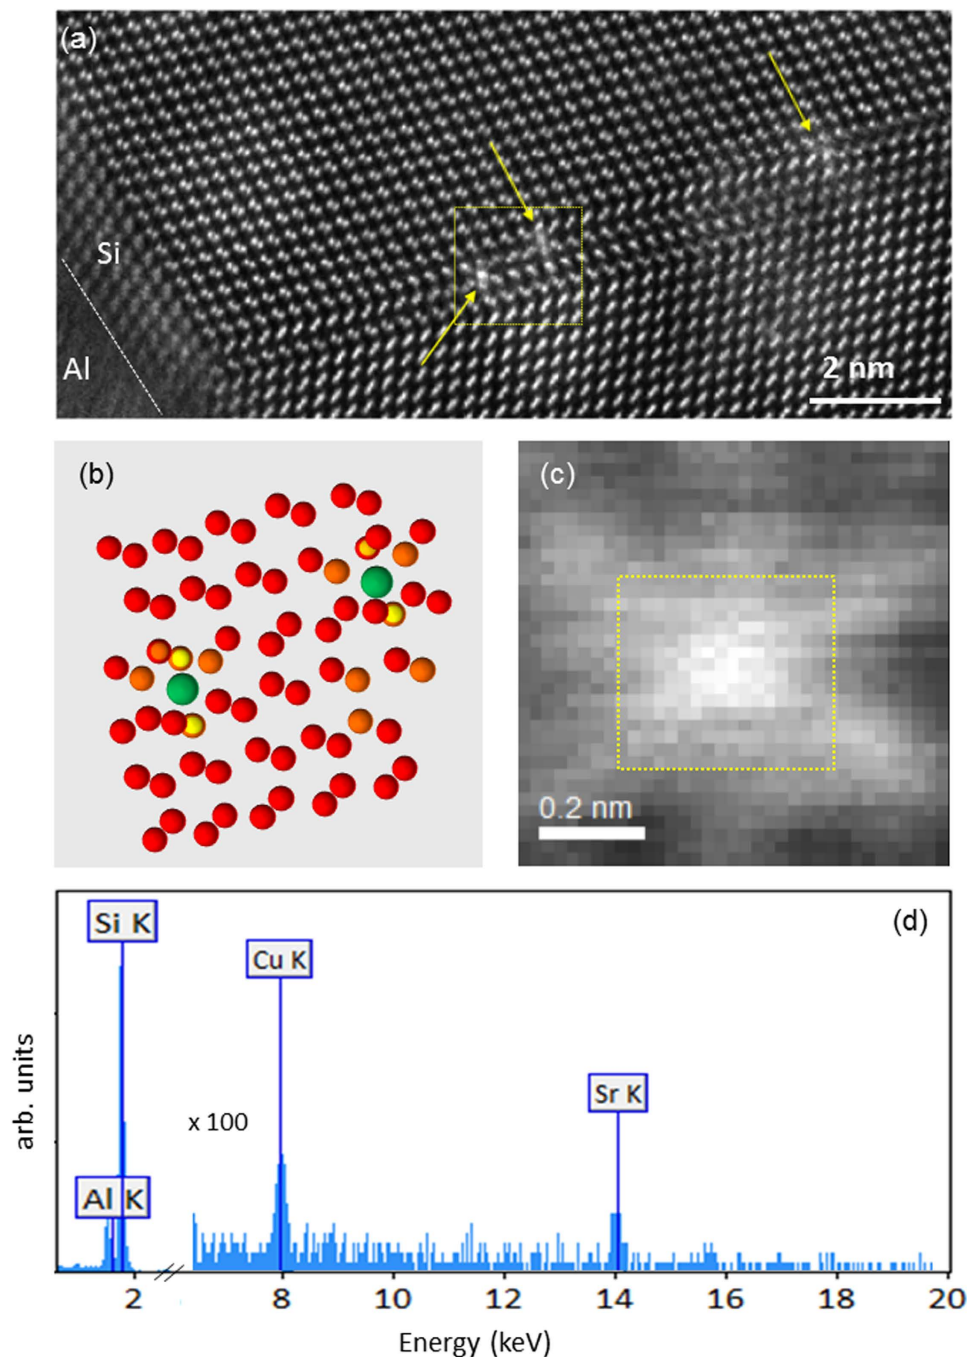 (a)
Si
Al
2 nm
(b)
(c)
0.2 nm
(d)
Si K
Cu K
Sr K
x 100
Al K
arb. units
2 8 10 12 14 16 18 20
Energy (keV)